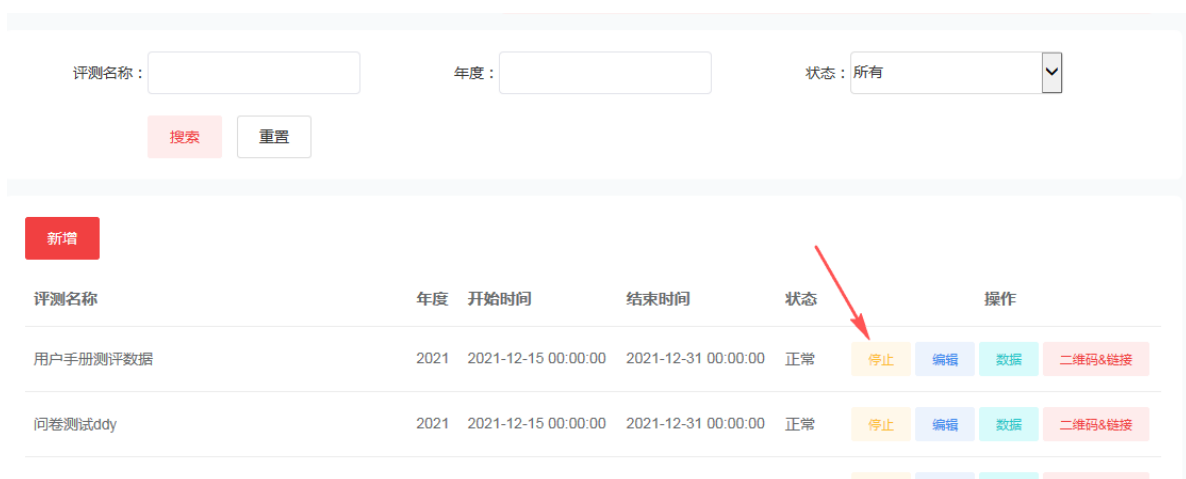 评测名称： 年度： 状态：所有
搜索 重置
新增
评测名称 年度 开始时间 结束时间 状态 操作
用户手册测评数据 2021 2021-12-15 00:00:00 2021-12-31 00:00:00 正常 停止 编辑 数据 二维码&链接
问卷测试ddy 2021 2021-12-15 00:00:00 2021-12-31 00:00:00 正常 停止 编辑 数据 二维码&链接